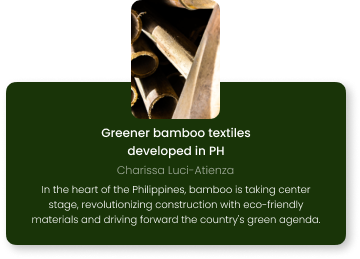 Greener bamboo textiles
developed in PH
Charissa Luci-Atienza
In the heart of the Philippines, bamboo is taking center
stage, revolutionizing construction with eco-friendly
materials and driving forward the country's green agenda.